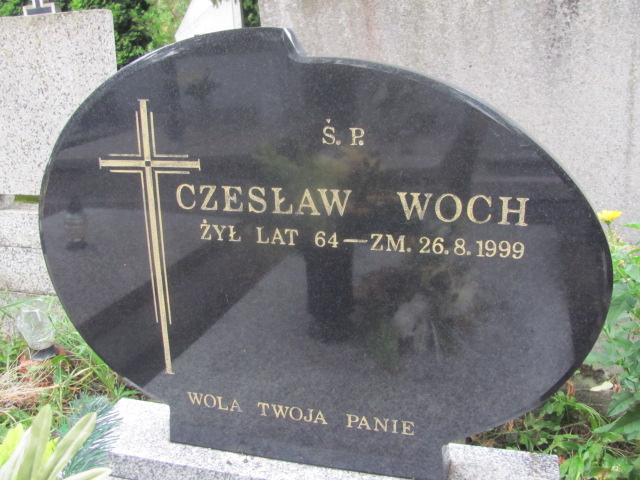 Ś. P.
CZESŁAW WOCH
ŻYŁ LAT 64 — ZM. 26.8.1999
WOLA TWOJA PANIE